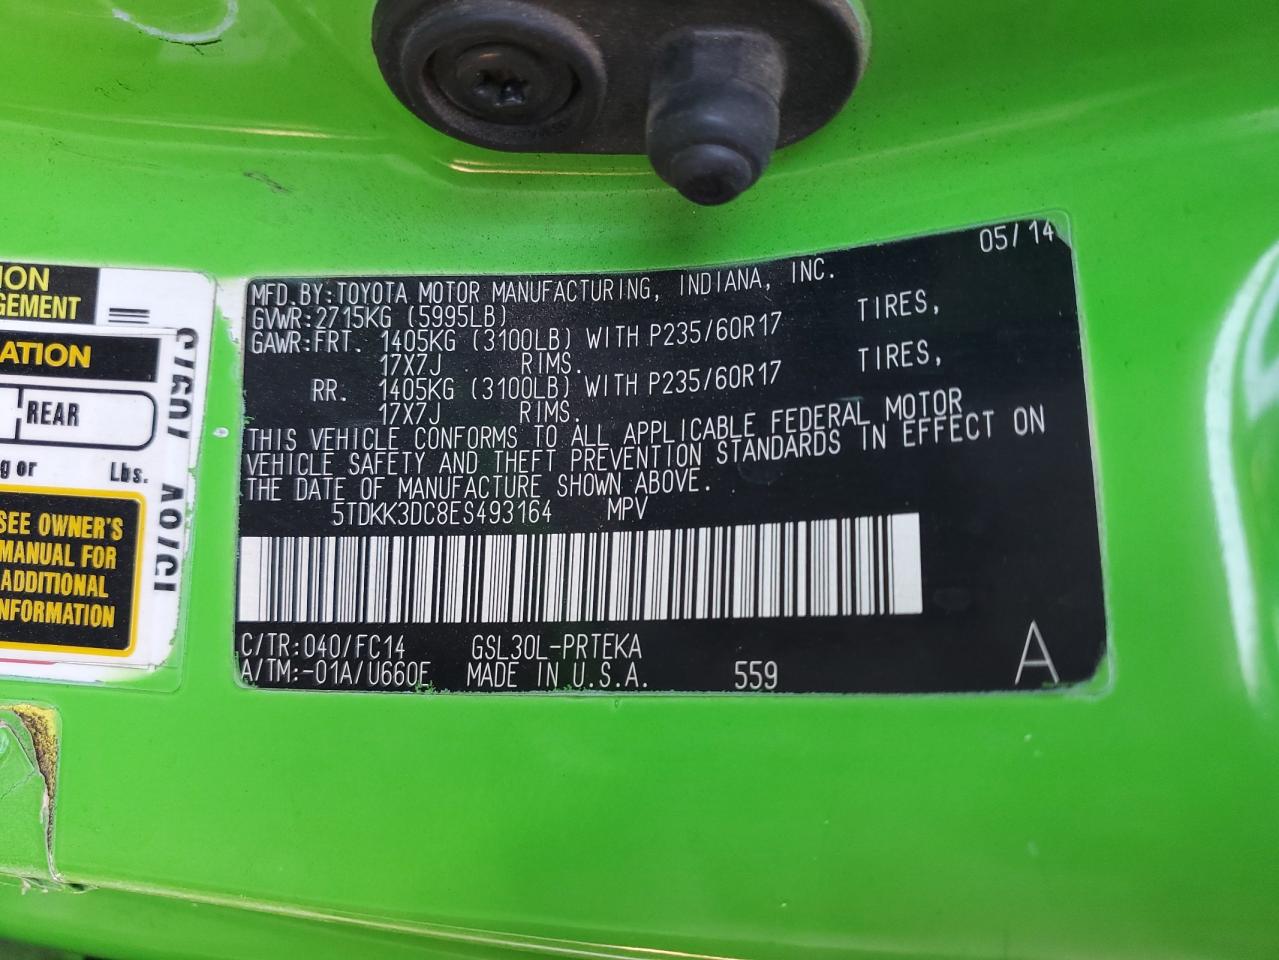 ION
GEMENT
ATION
REAR
g or Lbs.
SEE OWNER'S
MANUAL FOR
ADDITIONAL
NFORMATION
05/14
MFD.BY:TOYOTA MOTOR MANUFACTURING, INDIANA, INC.
GVWR:2715KG (5995LB)
GAWR:FRT. 1405KG (3100LB) WITH P235/60R17 TIRES,
17X7J RIMS.
RR. 1405KG (3100LB) WITH P235/60R17 TIRES,
17X7J RIMS.
THIS VEHICLE CONFORMS TO ALL APPLICABLE FEDERAL MOTOR
VEHICLE SAFETY AND THEFT PREVENTION STANDARDS IN EFFECT ON
THE DATE OF MANUFACTURE SHOWN ABOVE.
5TDKK3DC8ES493164 MPV
C/TR:040/FC14 GSL30L-PRTEKA
A/TM:-01A/U660E MADE IN U.S.A. 559
A